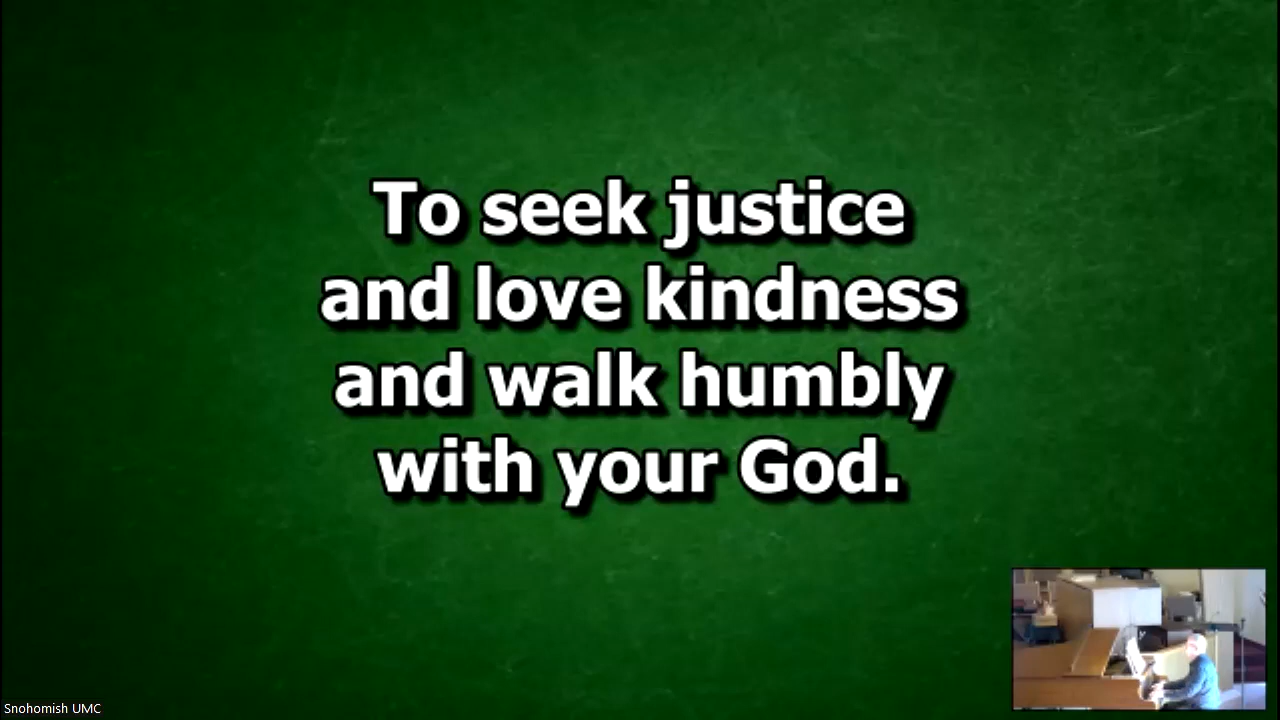 To seek justice
and love kindness
and walk humbly
with your God.
Snohomish UMC